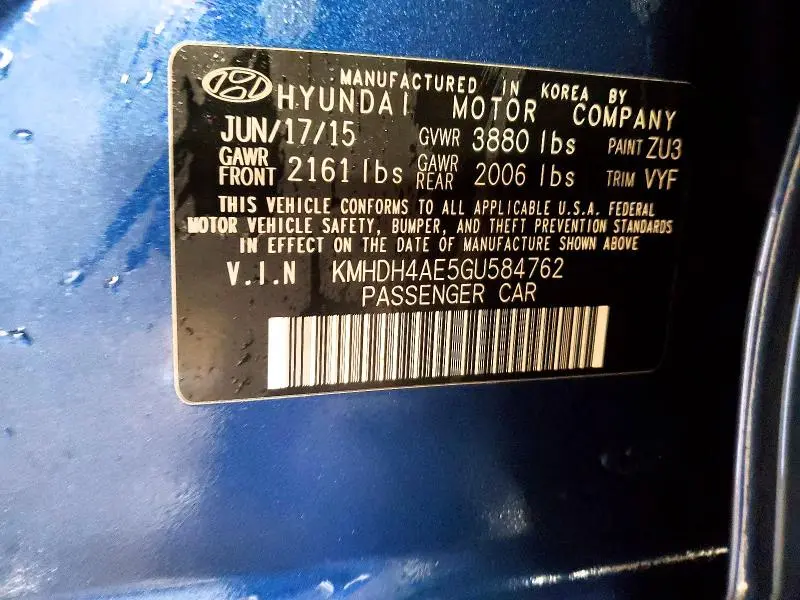 MANUFACTURED IN KOREA BY
HYUNDAI MOTOR COMPANY
JUN/17/15 GVWR 3880 lbs PAINT ZU3
GAWR FRONT 2161 lbs GAWR REAR 2006 lbs TRIM VYF
THIS VEHICLE CONFORMS TO ALL APPLICABLE U.S.A. FEDERAL
MOTOR VEHICLE SAFETY, BUMPER, AND THEFT PREVENTION STANDARDS
IN EFFECT ON THE DATE OF MANUFACTURE SHOWN ABOVE
V.I.N KMHDH4AE5GU584762
PASSENGER CAR